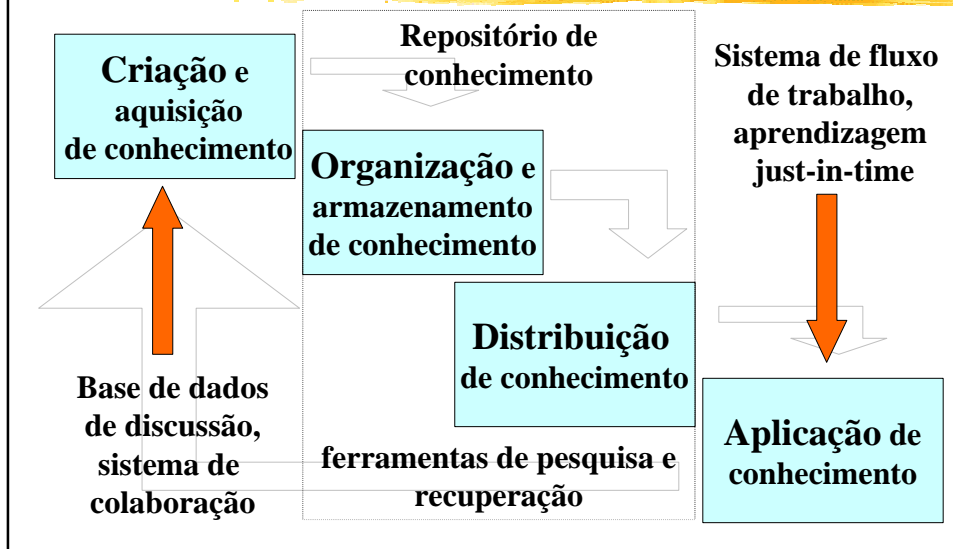 Criação e
aquisição
de conhecimento
Repositório de
conhecimento
Sistema de fluxo
de trabalho,
aprendizagem
just-in-time
Organização e
armazenamento
de conhecimento
Distribuição
de conhecimento
Base de dados
de discussão,
sistema de
colaboração
ferramentas de pesquisa e
recuperação
Aplicação de
conhecimento